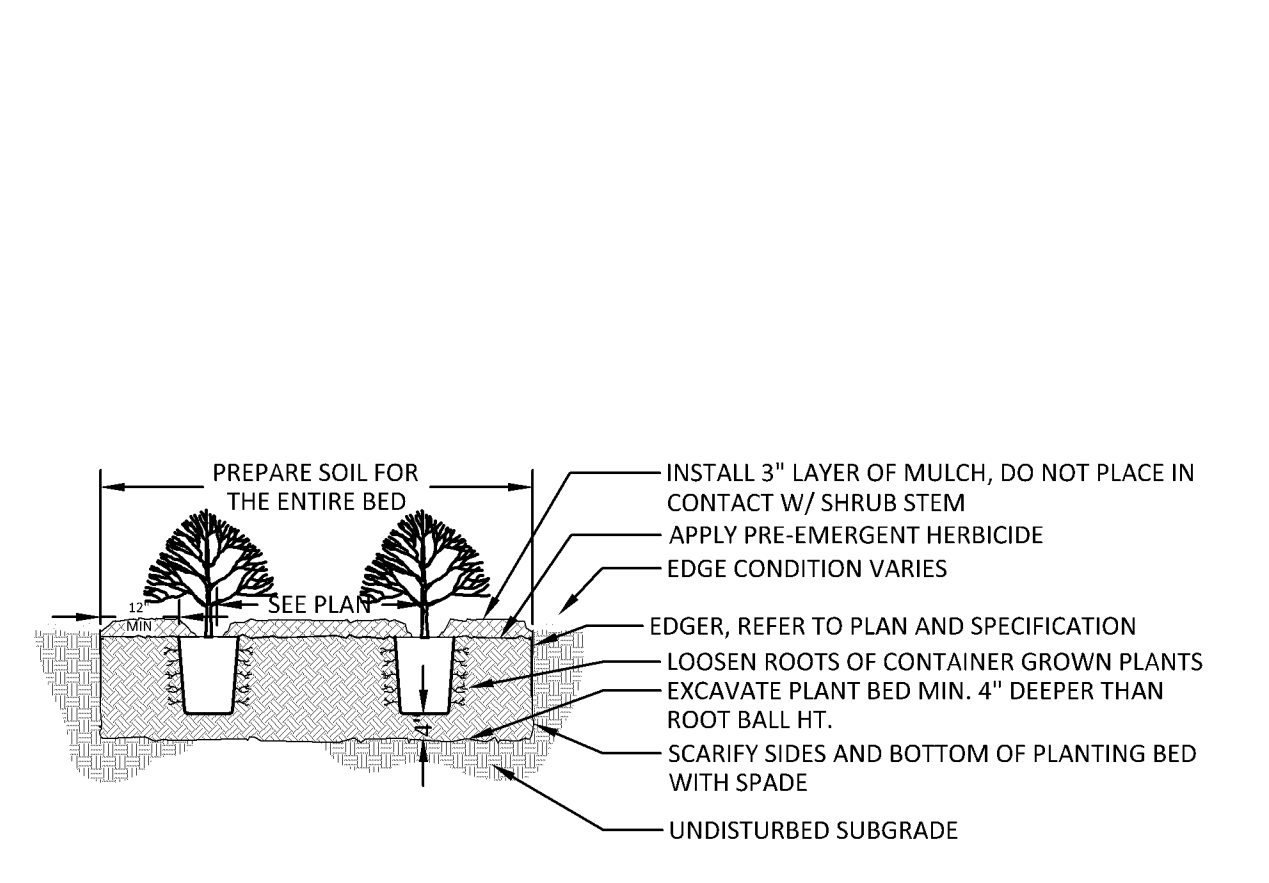 PREPARE SOIL FOR
THE ENTIRE BED
12"
MIN
SEE PLAN
4"
INSTALL 3" LAYER OF MULCH, DO NOT PLACE IN
CONTACT W/ SHRUB STEM
APPLY PRE-EMERGENT HERBICIDE
EDGE CONDITION VARIES
EDGER, REFER TO PLAN AND SPECIFICATION
LOOSEN ROOTS OF CONTAINER GROWN PLANTS
EXCAVATE PLANT BED MIN. 4" DEEPER THAN
ROOT BALL HT.
SCARIFY SIDES AND BOTTOM OF PLANTING BED
WITH SPADE
UNDISTURBED SUBGRADE